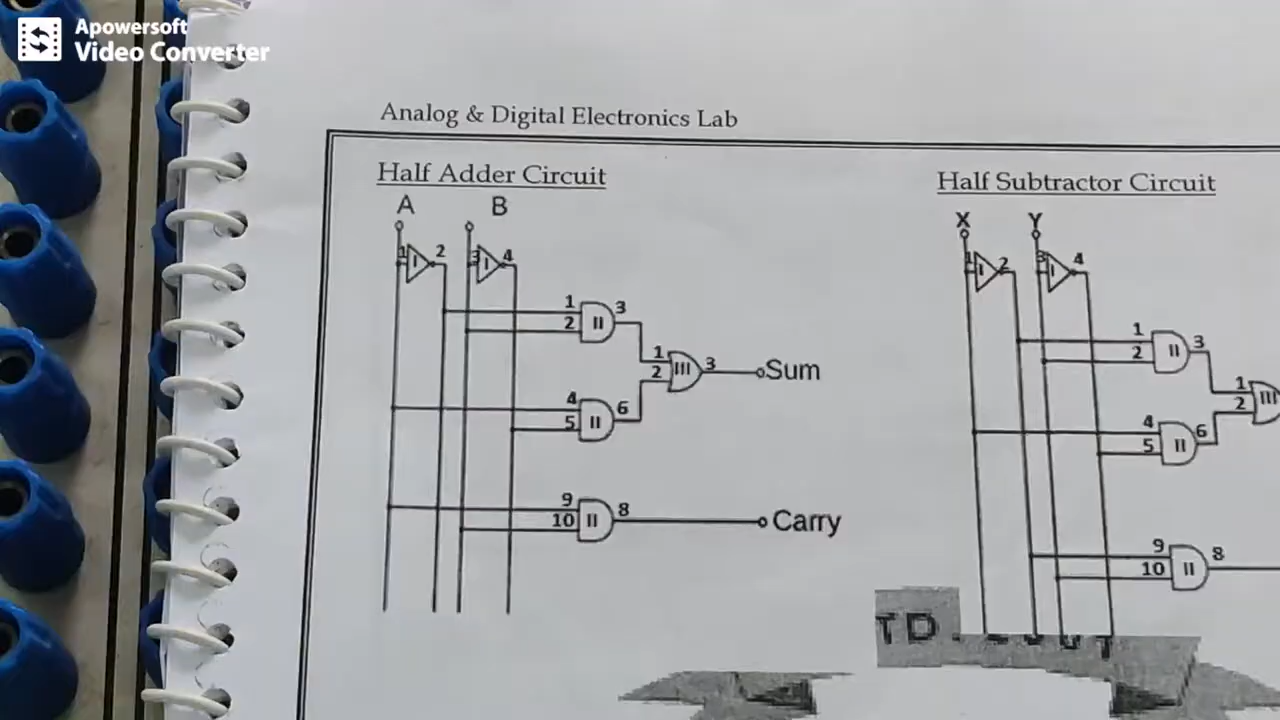 Apowersoft
Video Converter
Analog & Digital Electronics Lab
Half Adder Circuit
A B
1 2 3 4
1 3
2 II
1 3 Sum
2 III
4 6
5 II
9 8
10 II Carry
Half Subtractor Circuit
X Y
1 2 3 4
1 3
2 II
1
2 III
4 6
5 II
9 8
10 II
TD.